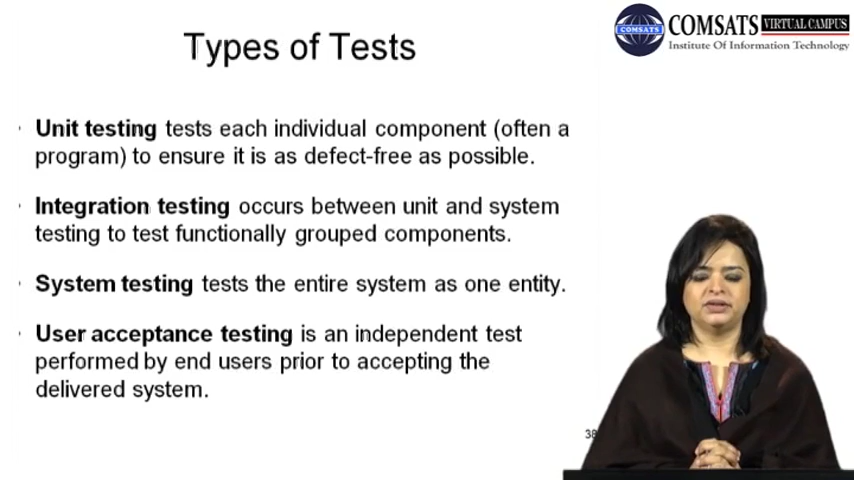 COMSATS VIRTUAL CAMPUS
COMSATS
Institute Of Information Technology
Types of Tests
Unit testing tests each individual component (often a
program) to ensure it is as defect-free as possible.
Integration testing occurs between unit and system
testing to test functionally grouped components.
System testing tests the entire system as one entity.
User acceptance testing is an independent test
performed by end users prior to accepting the
delivered system.
38